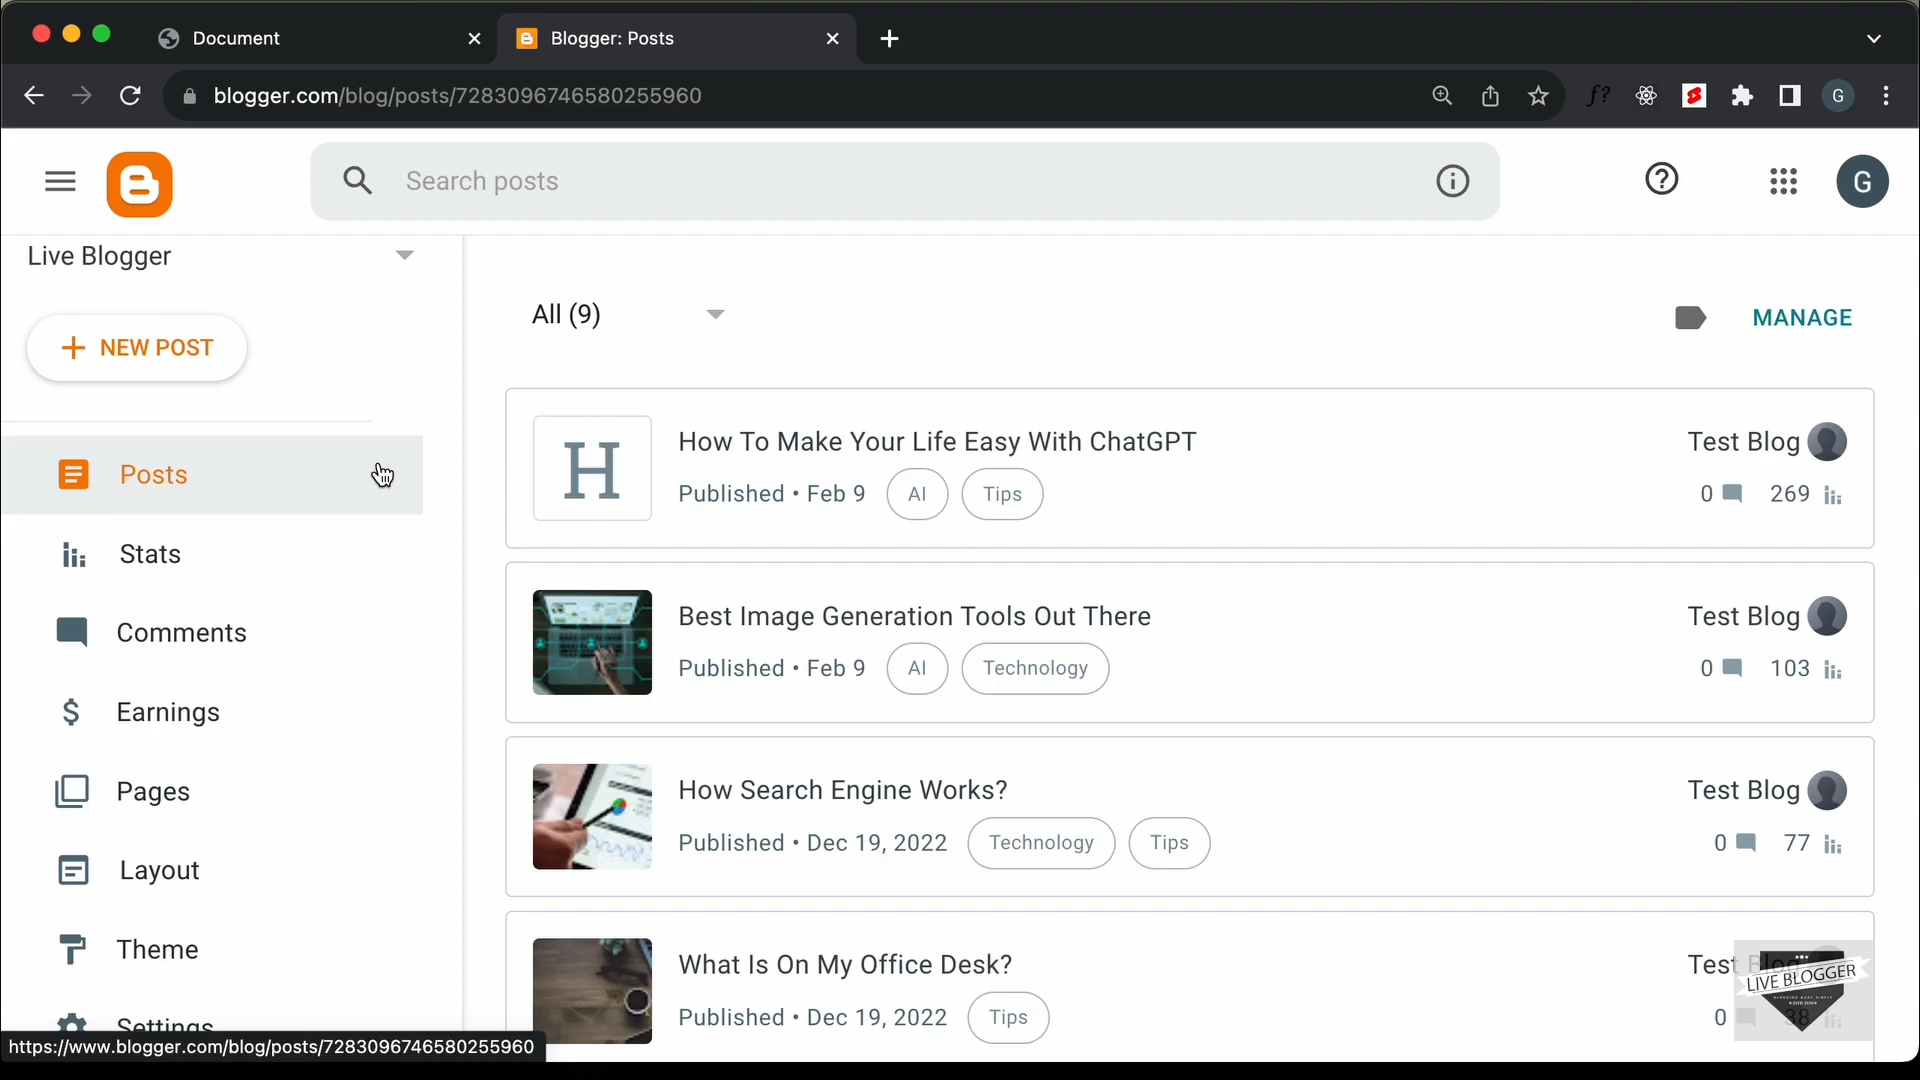 Document
Blogger: Posts
blogger.com/blog/posts/7283096746580255960
f?
G
Search posts
G
Live Blogger
NEW POST
All (9)
MANAGE
Posts
Stats
Comments
Earnings
Pages
Layout
Theme
Settings
H
How To Make Your Life Easy With ChatGPT
Test Blog
Published • Feb 9 AI Tips
0 269
Best Image Generation Tools Out There
Test Blog
Published • Feb 9 AI Technology
0 103
How Search Engine Works?
Test Blog
Published • Dec 19, 2022 Technology Tips
0 77
What Is On My Office Desk?
Test Blog
Published • Dec 19, 2022 Tips
0 38
LIVE BLOGGER
https://www.blogger.com/blog/posts/7283096746580255960